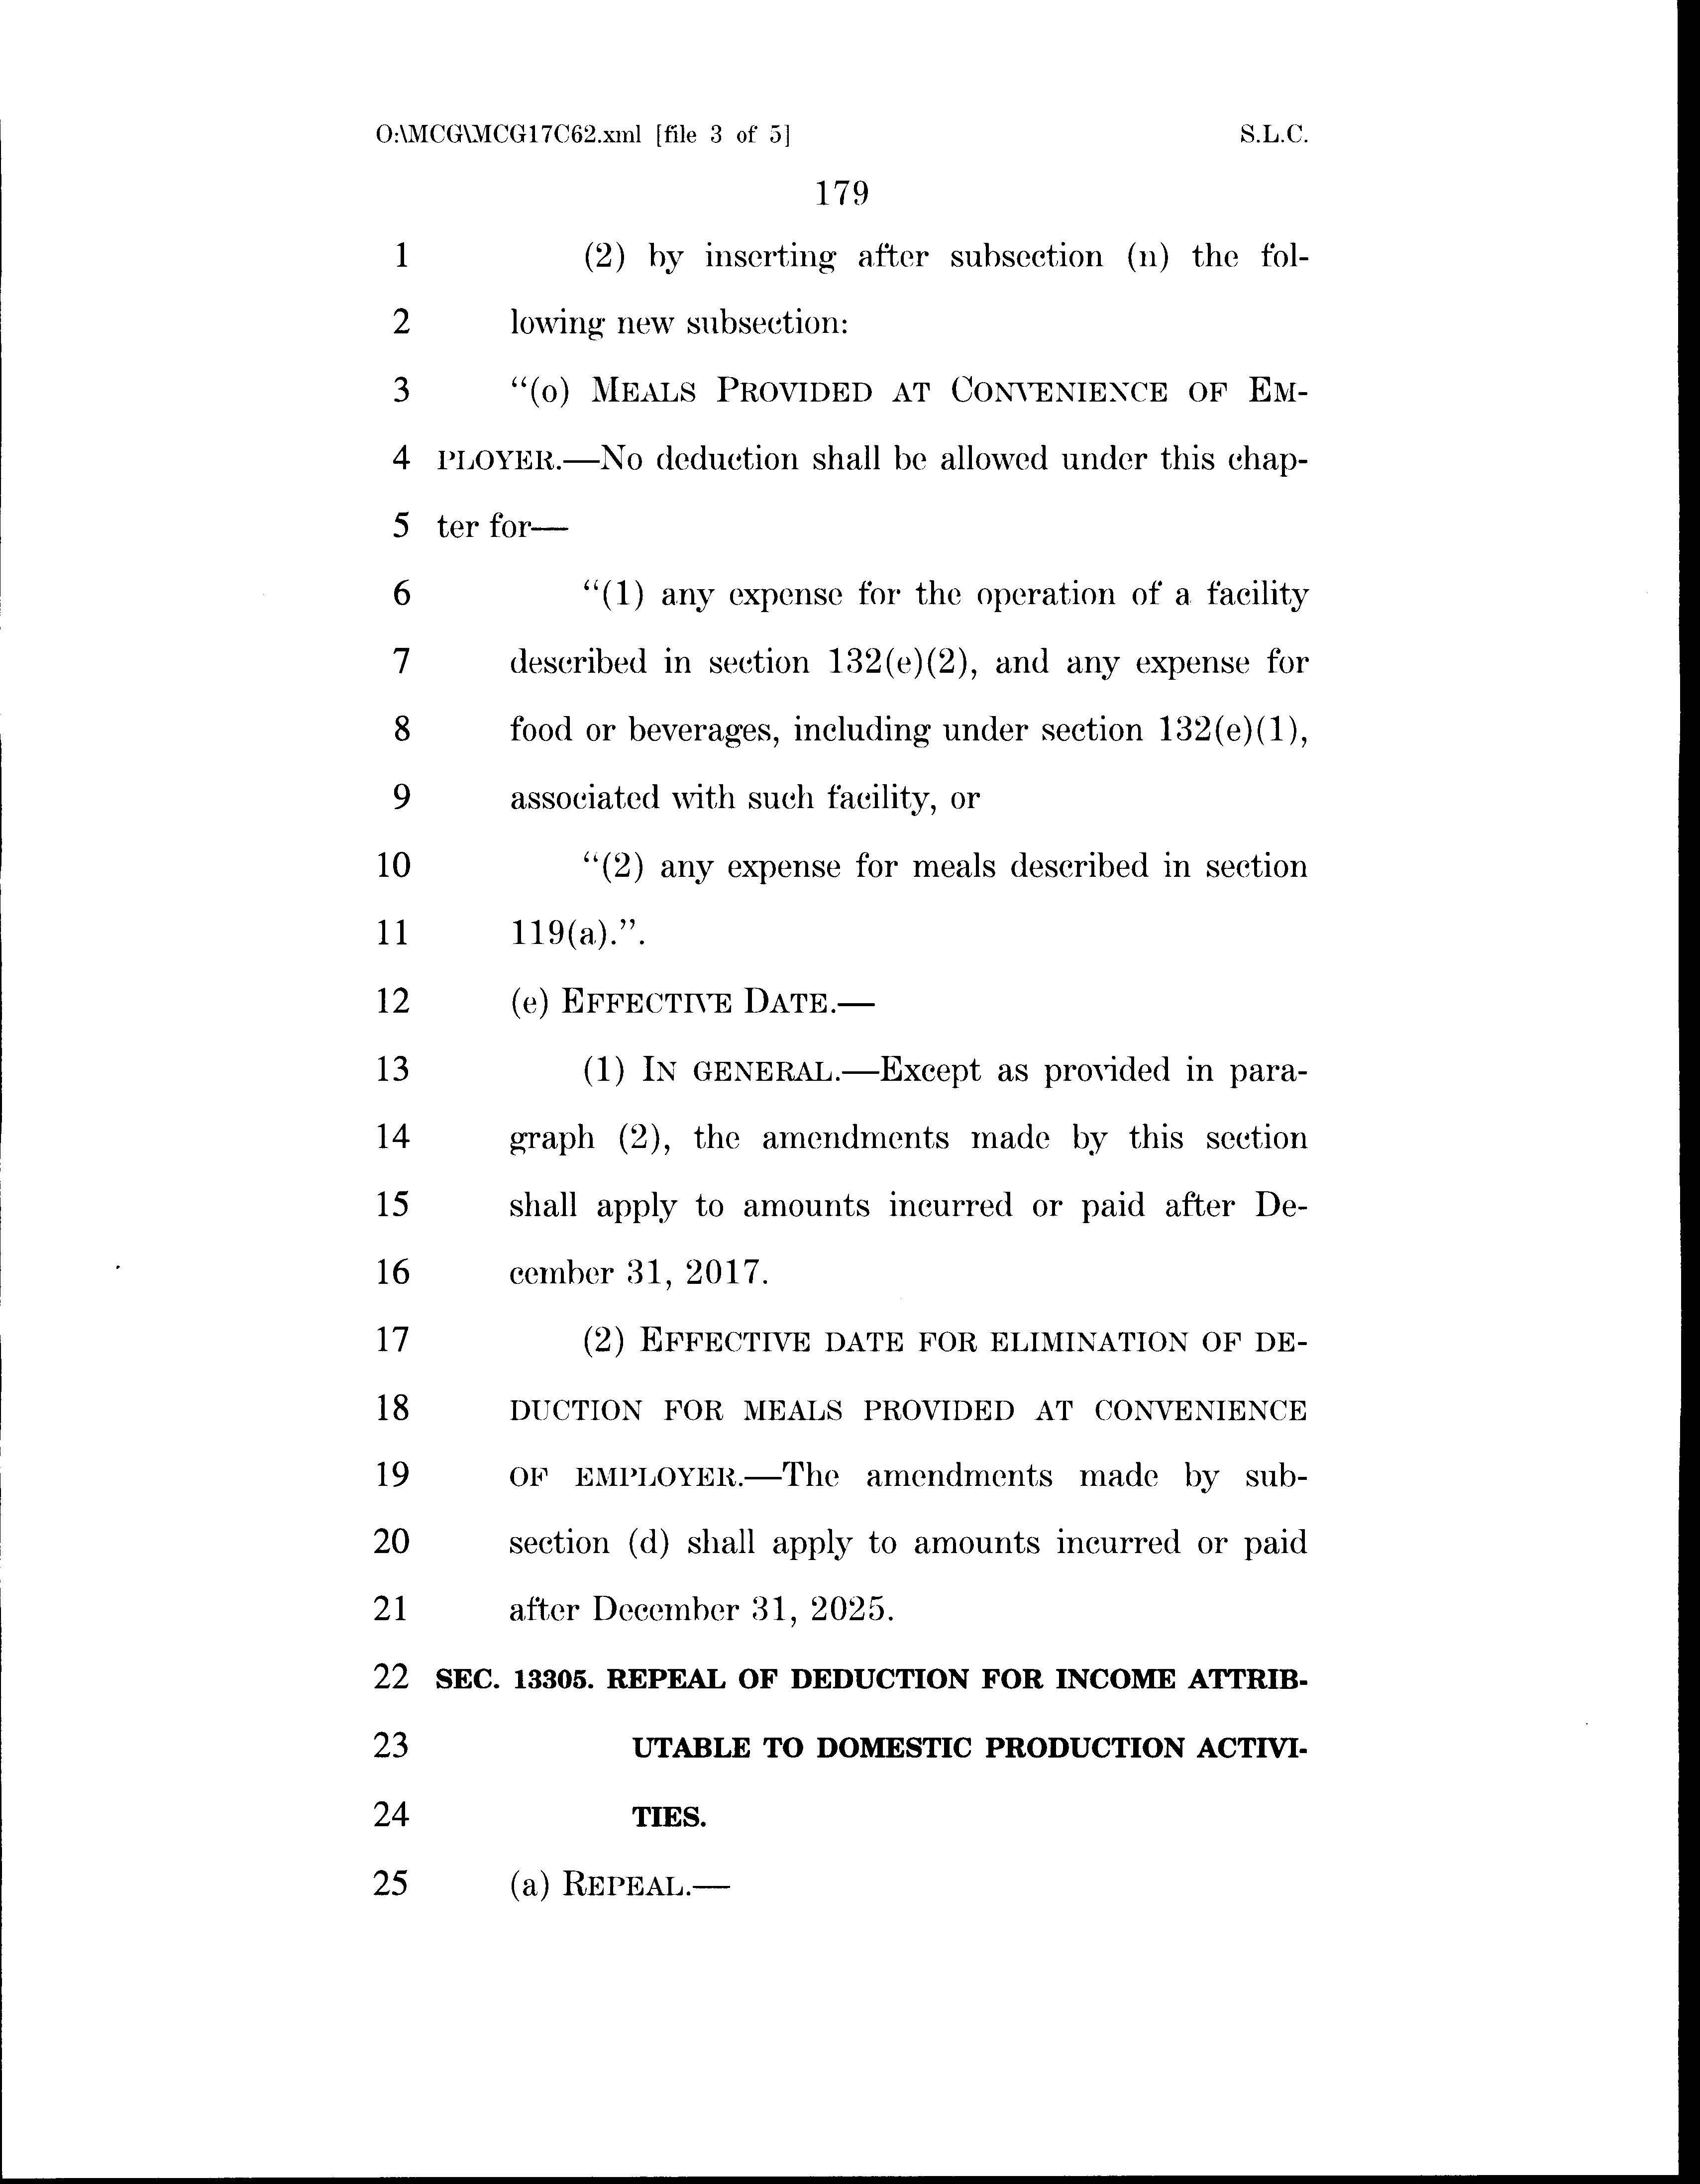 O:\MCG\MCG17C62.xml [file 3 of 5] S.L.C.
179
1 (2) by inserting after subsection (n) the fol-
2 lowing new subsection:
3 “(o) MEALS PROVIDED AT CONVENIENCE OF EM-
4 PLOYER.—No deduction shall be allowed under this chap-
5 ter for—
6 “(1) any expense for the operation of a facility
7 described in section 132(e)(2), and any expense for
8 food or beverages, including under section 132(e)(1),
9 associated with such facility, or
10 “(2) any expense for meals described in section
11 119(a).”.
12 (e) EFFECTIVE DATE.—
13 (1) IN GENERAL.—Except as provided in para-
14 graph (2), the amendments made by this section
15 shall apply to amounts incurred or paid after De-
16 cember 31, 2017.
17 (2) EFFECTIVE DATE FOR ELIMINATION OF DE-
18 DUCTION FOR MEALS PROVIDED AT CONVENIENCE
19 OF EMPLOYER.—The amendments made by sub-
20 section (d) shall apply to amounts incurred or paid
21 after December 31, 2025.
22 SEC. 13305. REPEAL OF DEDUCTION FOR INCOME ATTRIB-
23 UTABLE TO DOMESTIC PRODUCTION ACTIVI-
24 TIES.
25 (a) REPEAL.—